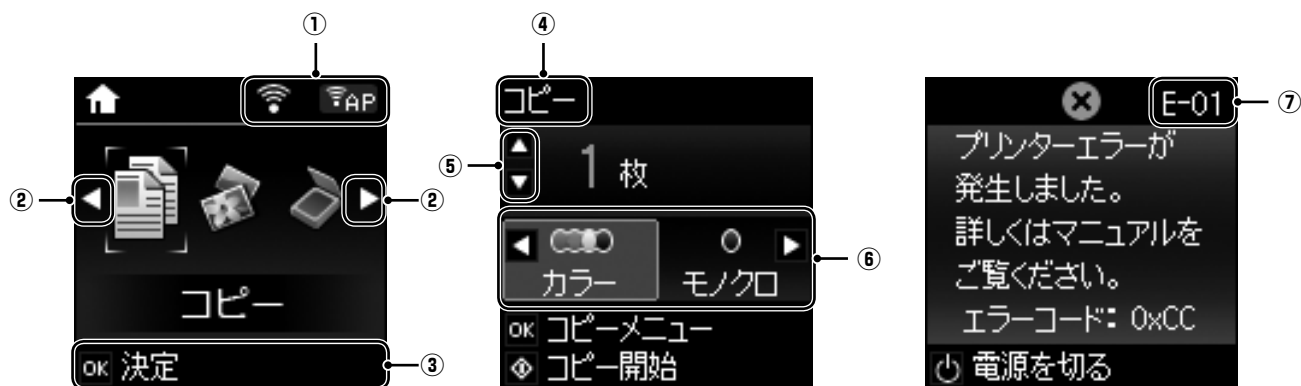 ①
AP
②
②
コピー
OK 決定
③
④
コピー
⑤
1 枚
カラー モノクロ
⑥
OK コピーメニュー
コピー開始
E-01
⑦
プリンターエラーが
発生しました。
詳しくはマニュアルを
ご覧ください。
エラーコード: 0xCC
電源を切る